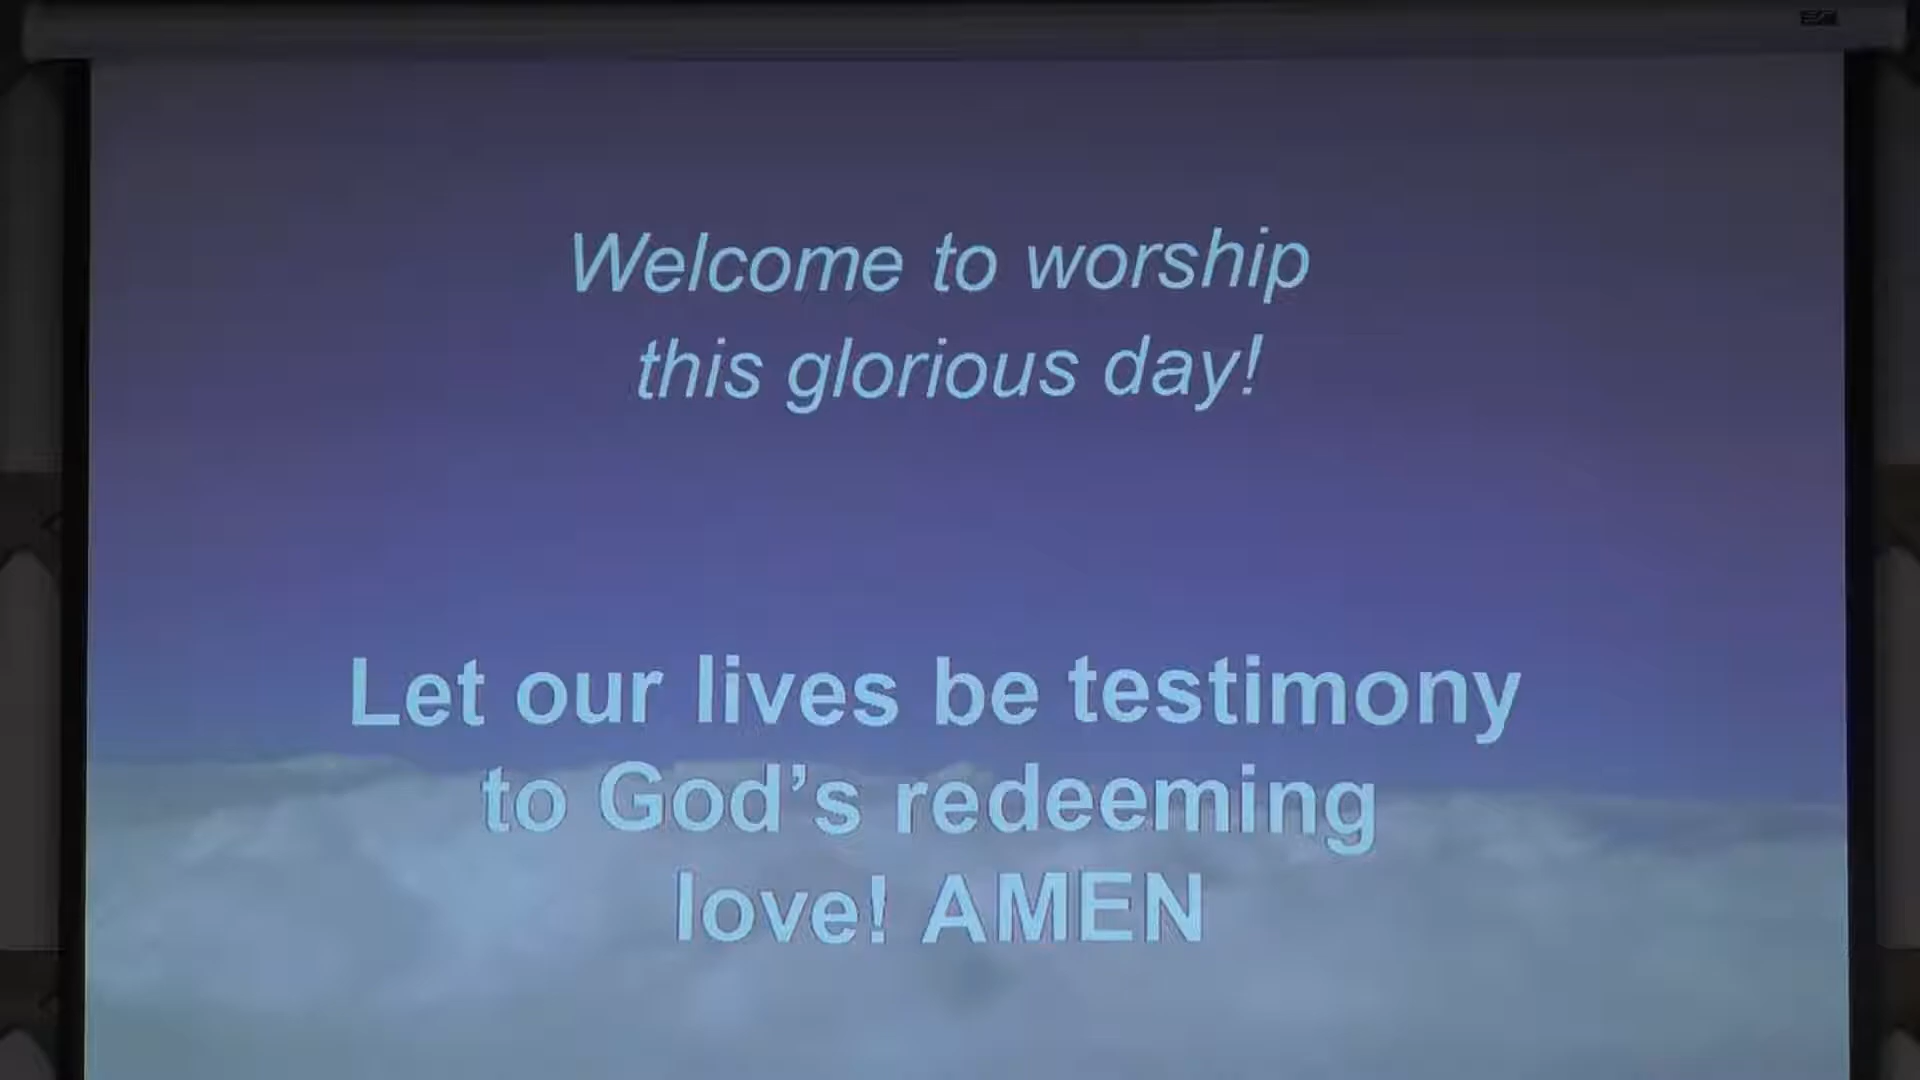 Welcome to worship
this glorious day!
Let our lives be testimony
to God’s redeeming
love! AMEN